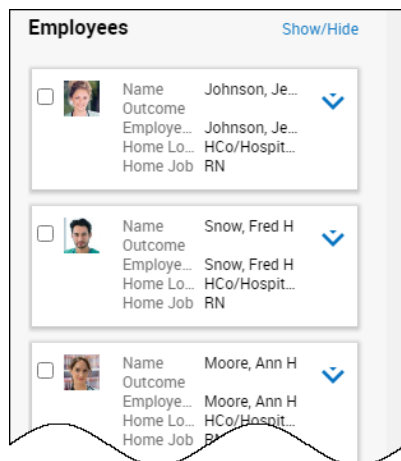 Employees Show/Hide
Name Johnson, Je...
Outcome
Employe... Johnson, Je...
Home Lo... HCo/Hospit...
Home Job RN
Name Snow, Fred H
Outcome
Employe... Snow, Fred H
Home Lo... HCo/Hospit...
Home Job RN
Name Moore, Ann H
Outcome
Employe... Moore, Ann H
Home Lo... HCo/Hospit...
Home Job